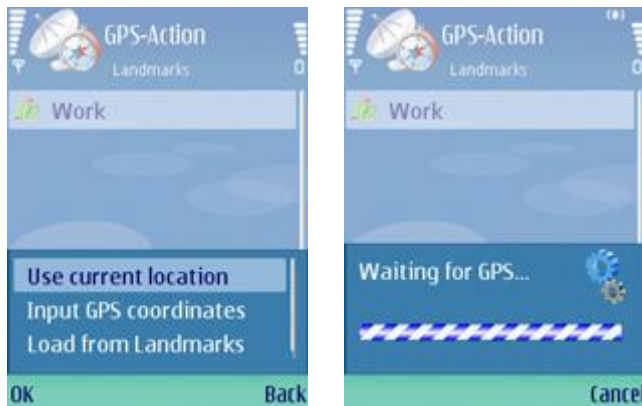 GPS-Action
Landmarks
Work
Use current location
Input GPS coordinates
Load from Landmarks
OK Back
GPS-Action
Landmarks
Work
Waiting for GPS...
Cancel